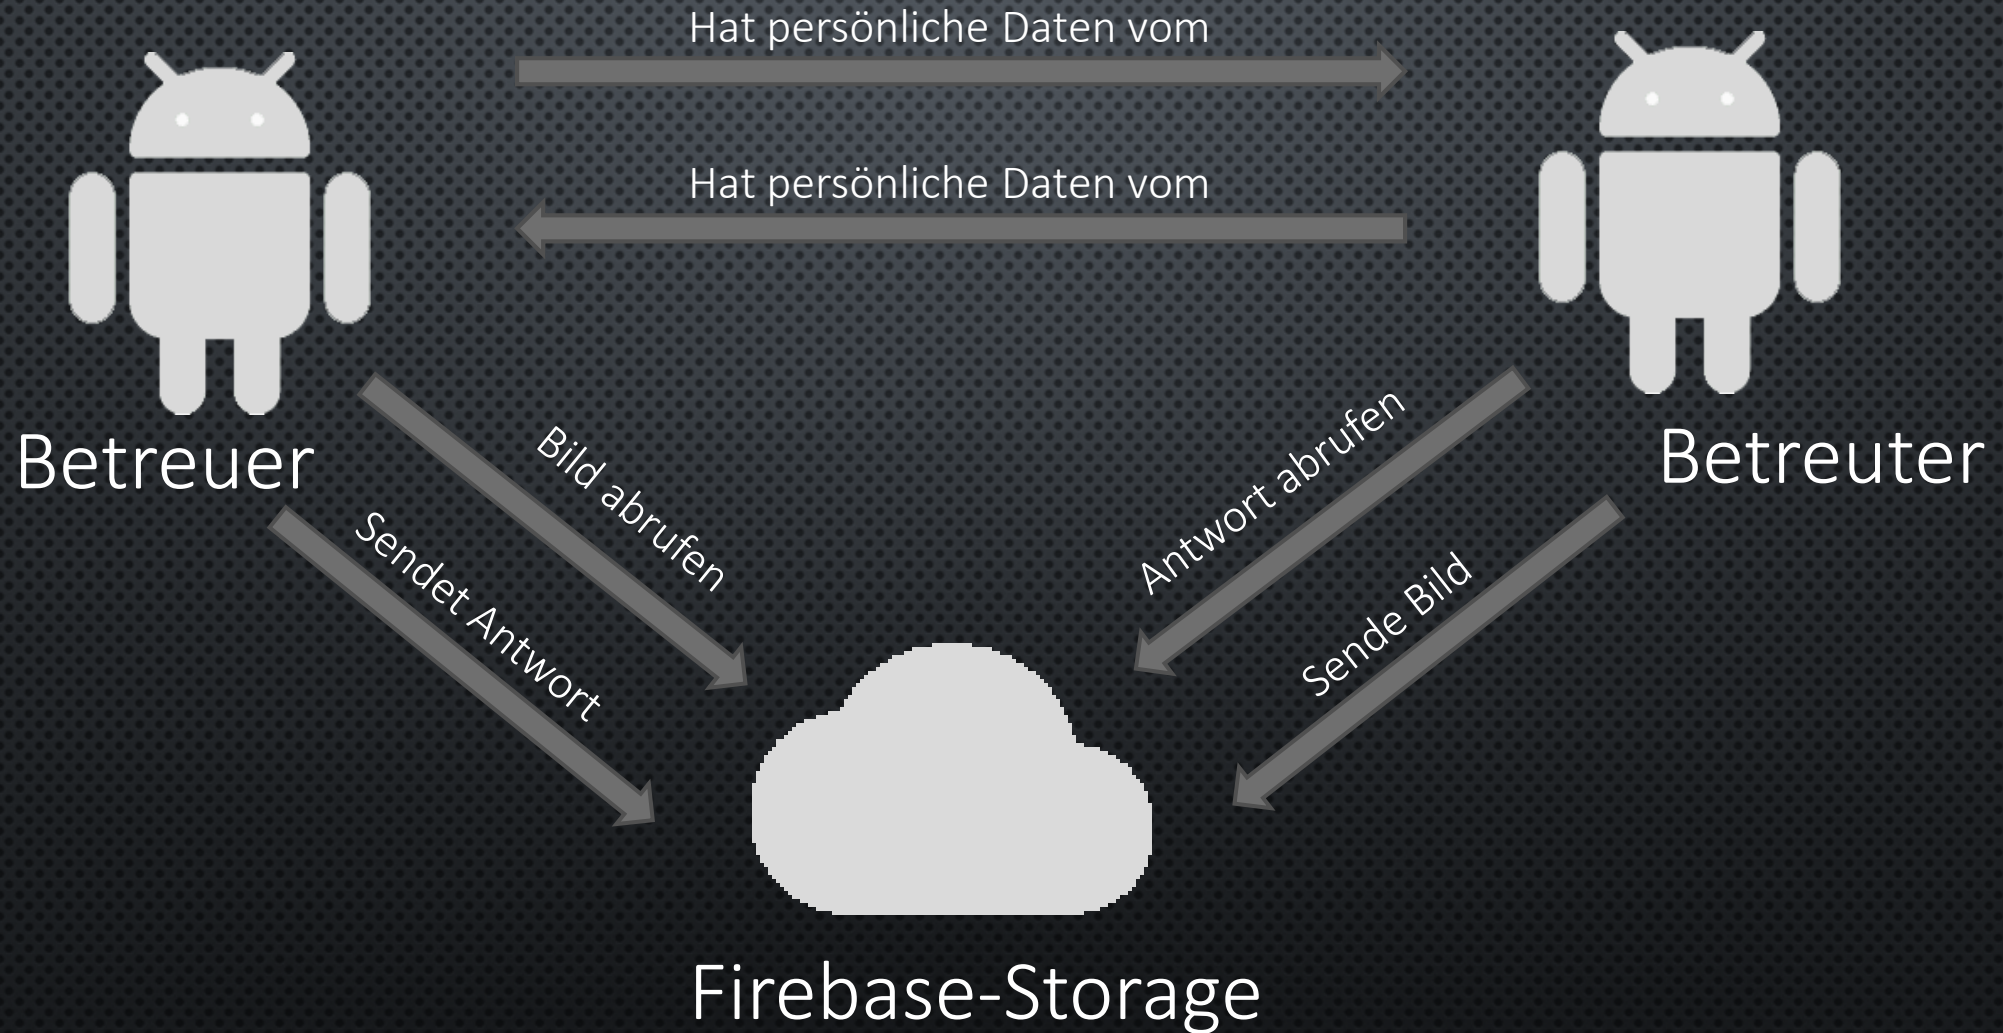 Hat persönliche Daten vom
Hat persönliche Daten vom
Betreuer
Betreuter
Bild abrufen
Antwort abrufen
Sendet Antwort
Sende Bild
Firebase-Storage